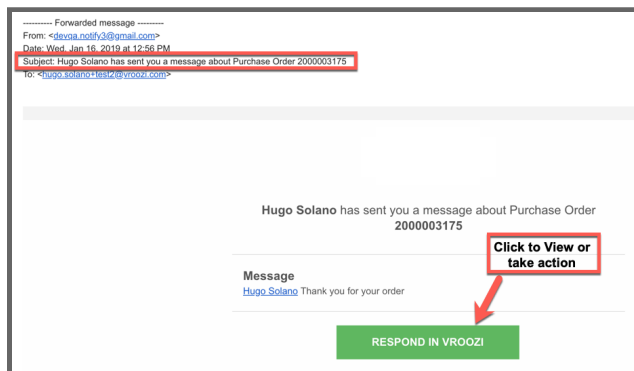 ---------- Forwarded message ---------
From: <devqa.notify3@gmail.com>
Date: Wed, Jan 16, 2019 at 12:56 PM
Subject: Hugo Solano has sent you a message about Purchase Order 2000003175
To: <hugo.solano+test2@vroozi.com>
Hugo Solano has sent you a message about Purchase Order
2000003175
Click to View or
take action
Message
Hugo Solano Thank you for your order
RESPOND IN VROOZI